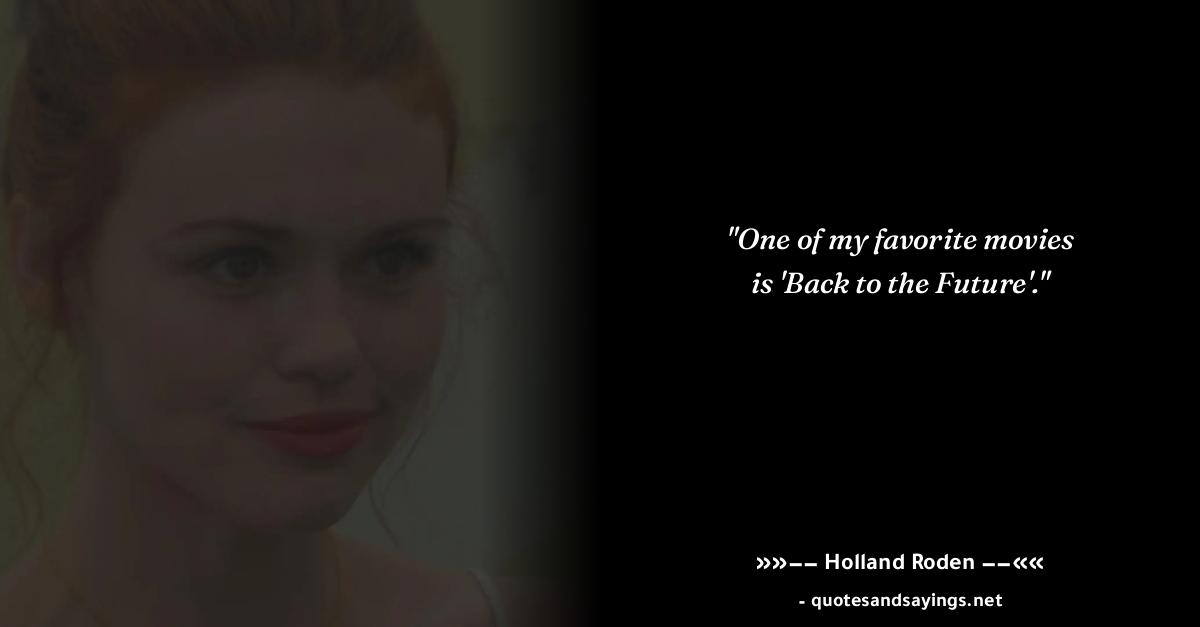 "One of my favorite movies
is 'Back to the Future'."
»»−− Holland Roden −−««
- quotesandsayings.net